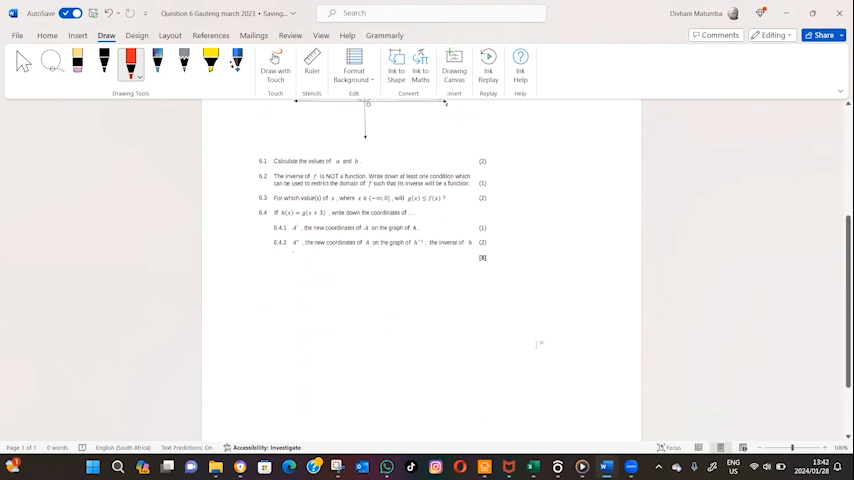 AutoSave
Question 6 Gauteng march 2023 • Saving...
Search
Divhani Matumba
File Home Insert Draw Design Layout References Mailings Review View Help Grammarly
Comments Editing Share
Draw with Touch
Ruler
Format Background
Ink to Shape
Ink to Maths
Drawing Canvas
Ink Replay
Ink Help
Drawing Tools Touch Stencils Edit Convert Insert Replay Help
x
6.1 Calculate the values of a and b . (2)
6.2 The inverse of f is NOT a function. Write down at least one condition which
can be used to restrict the domain of f such that its inverse will be a function. (1)
6.3 For which value(s) of x , where x ∈ (−∞; 0] , will g(x) ≤ f(x) ? (2)
6.4 If h(x) = g(x + 3) , write down the coordinates of …
6.4.1 A' , the new coordinates of A on the graph of h . (1)
6.4.2 A" , the new coordinates of A on the graph of h⁻¹ , the inverse of h (2)
.
[8]
Page 1 of 1 0 words English (South Africa) Text Predictions: On Accessibility: Investigate Focus 100%
ENG
US
13:42
2024/01/28